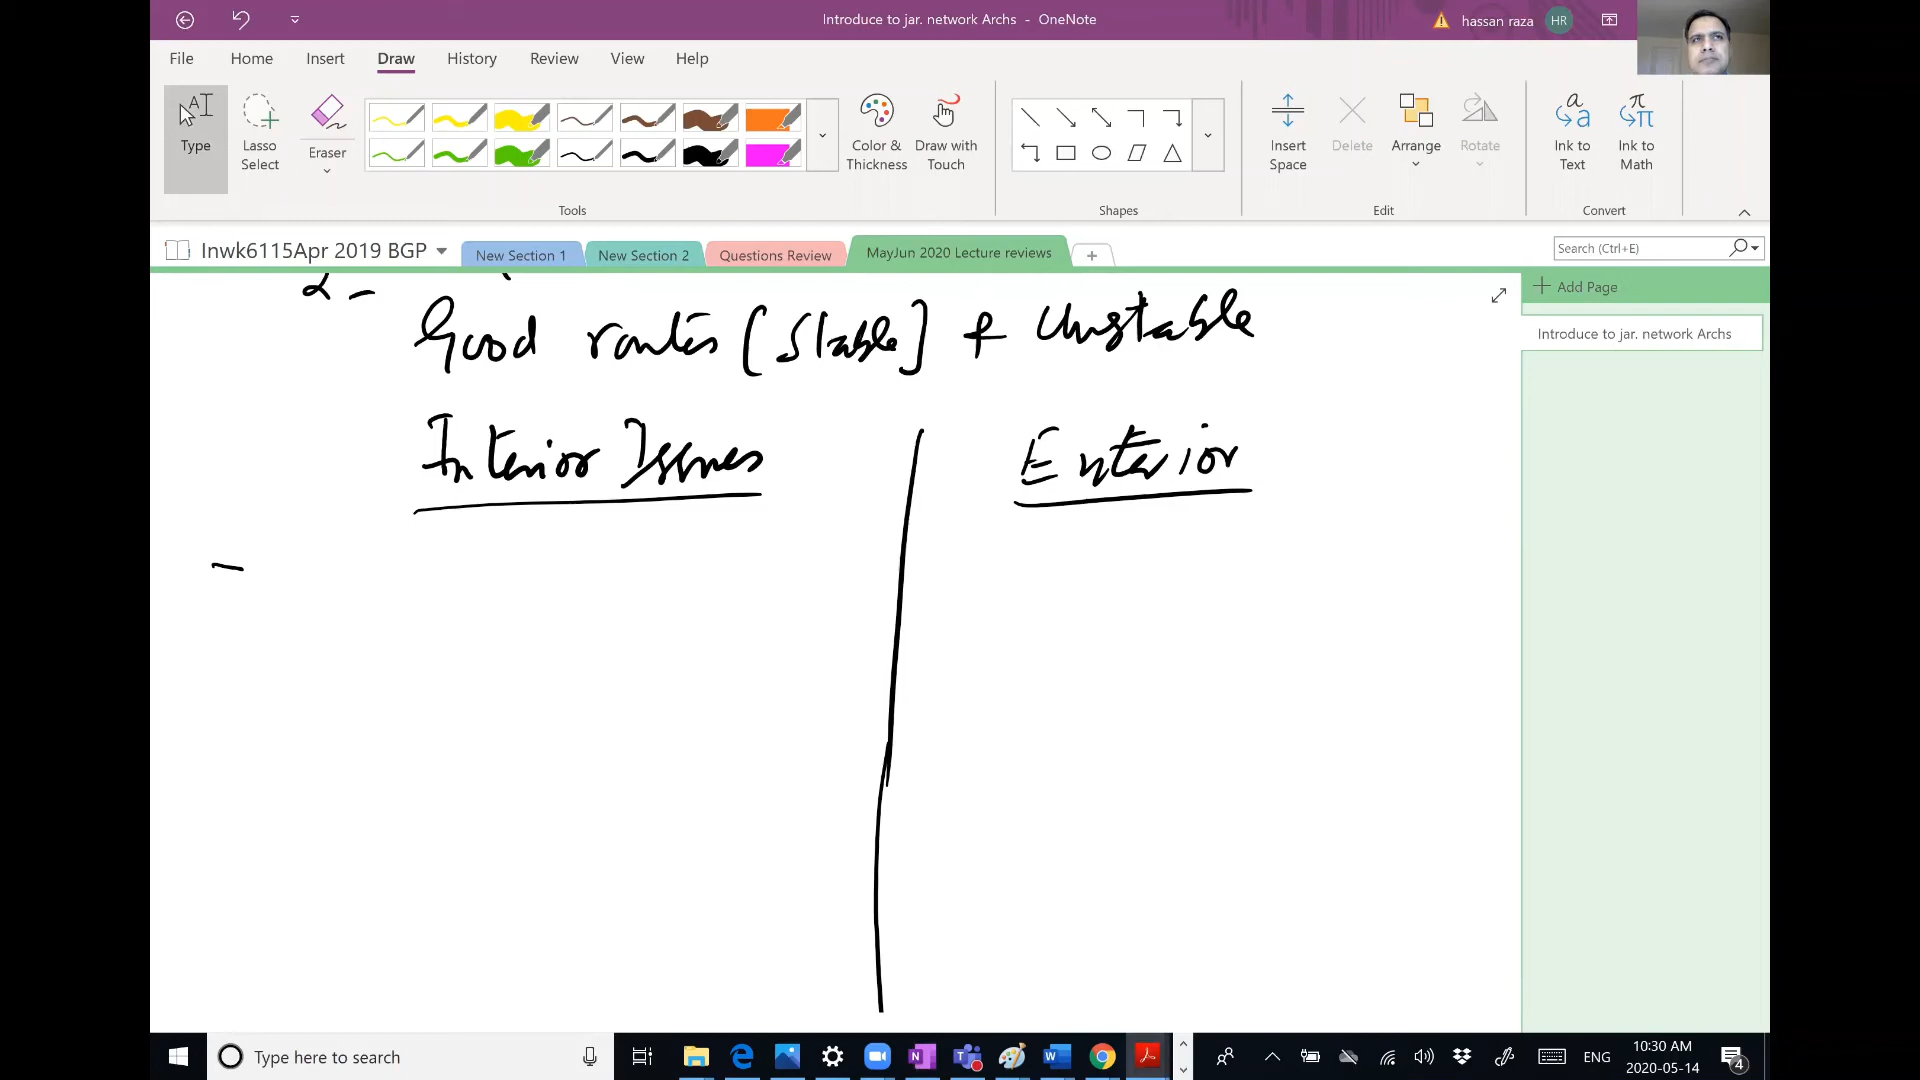 Introduce to jar. network Archs - OneNote
hassan raza HR
File Home Insert Draw History Review View Help
Type
Lasso Select
Eraser
Color & Thickness
Draw with Touch
Insert Space
Delete
Arrange
Rotate
Ink to Text
Ink to Math
Tools Shapes Edit Convert
Inwk6115Apr 2019 BGP New Section 1 New Section 2 Questions Review MayJun 2020 Lecture reviews +
Search (Ctrl+E)
Add Page
Introduce to jar. network Archs
2 -
Good routes [Stable] & Unstable
Interior Issues Exterior
-
Type here to search
ENG
10:30 AM
2020-05-14
4